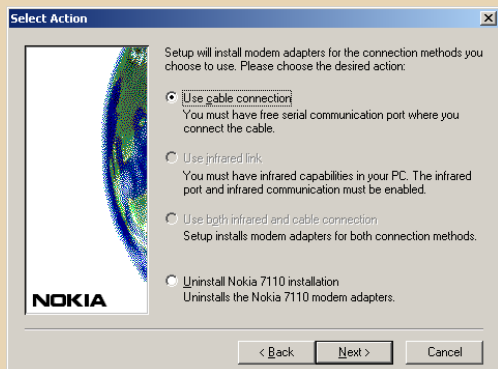 Select Action
Setup will install modem adapters for the connection methods you
choose to use. Please choose the desired action:
Use cable connection
You must have free serial communication port where you
connect the cable.
Use infrared link
You must have infrared capabilities in your PC. The infrared
port and infrared communication must be enabled.
Use both infrared and cable connection
Setup installs modem adapters for both connection methods.
Uninstall Nokia 7110 installation
Uninstalls the Nokia 7110 modem adapters.
NOKIA
< Back
Next >
Cancel